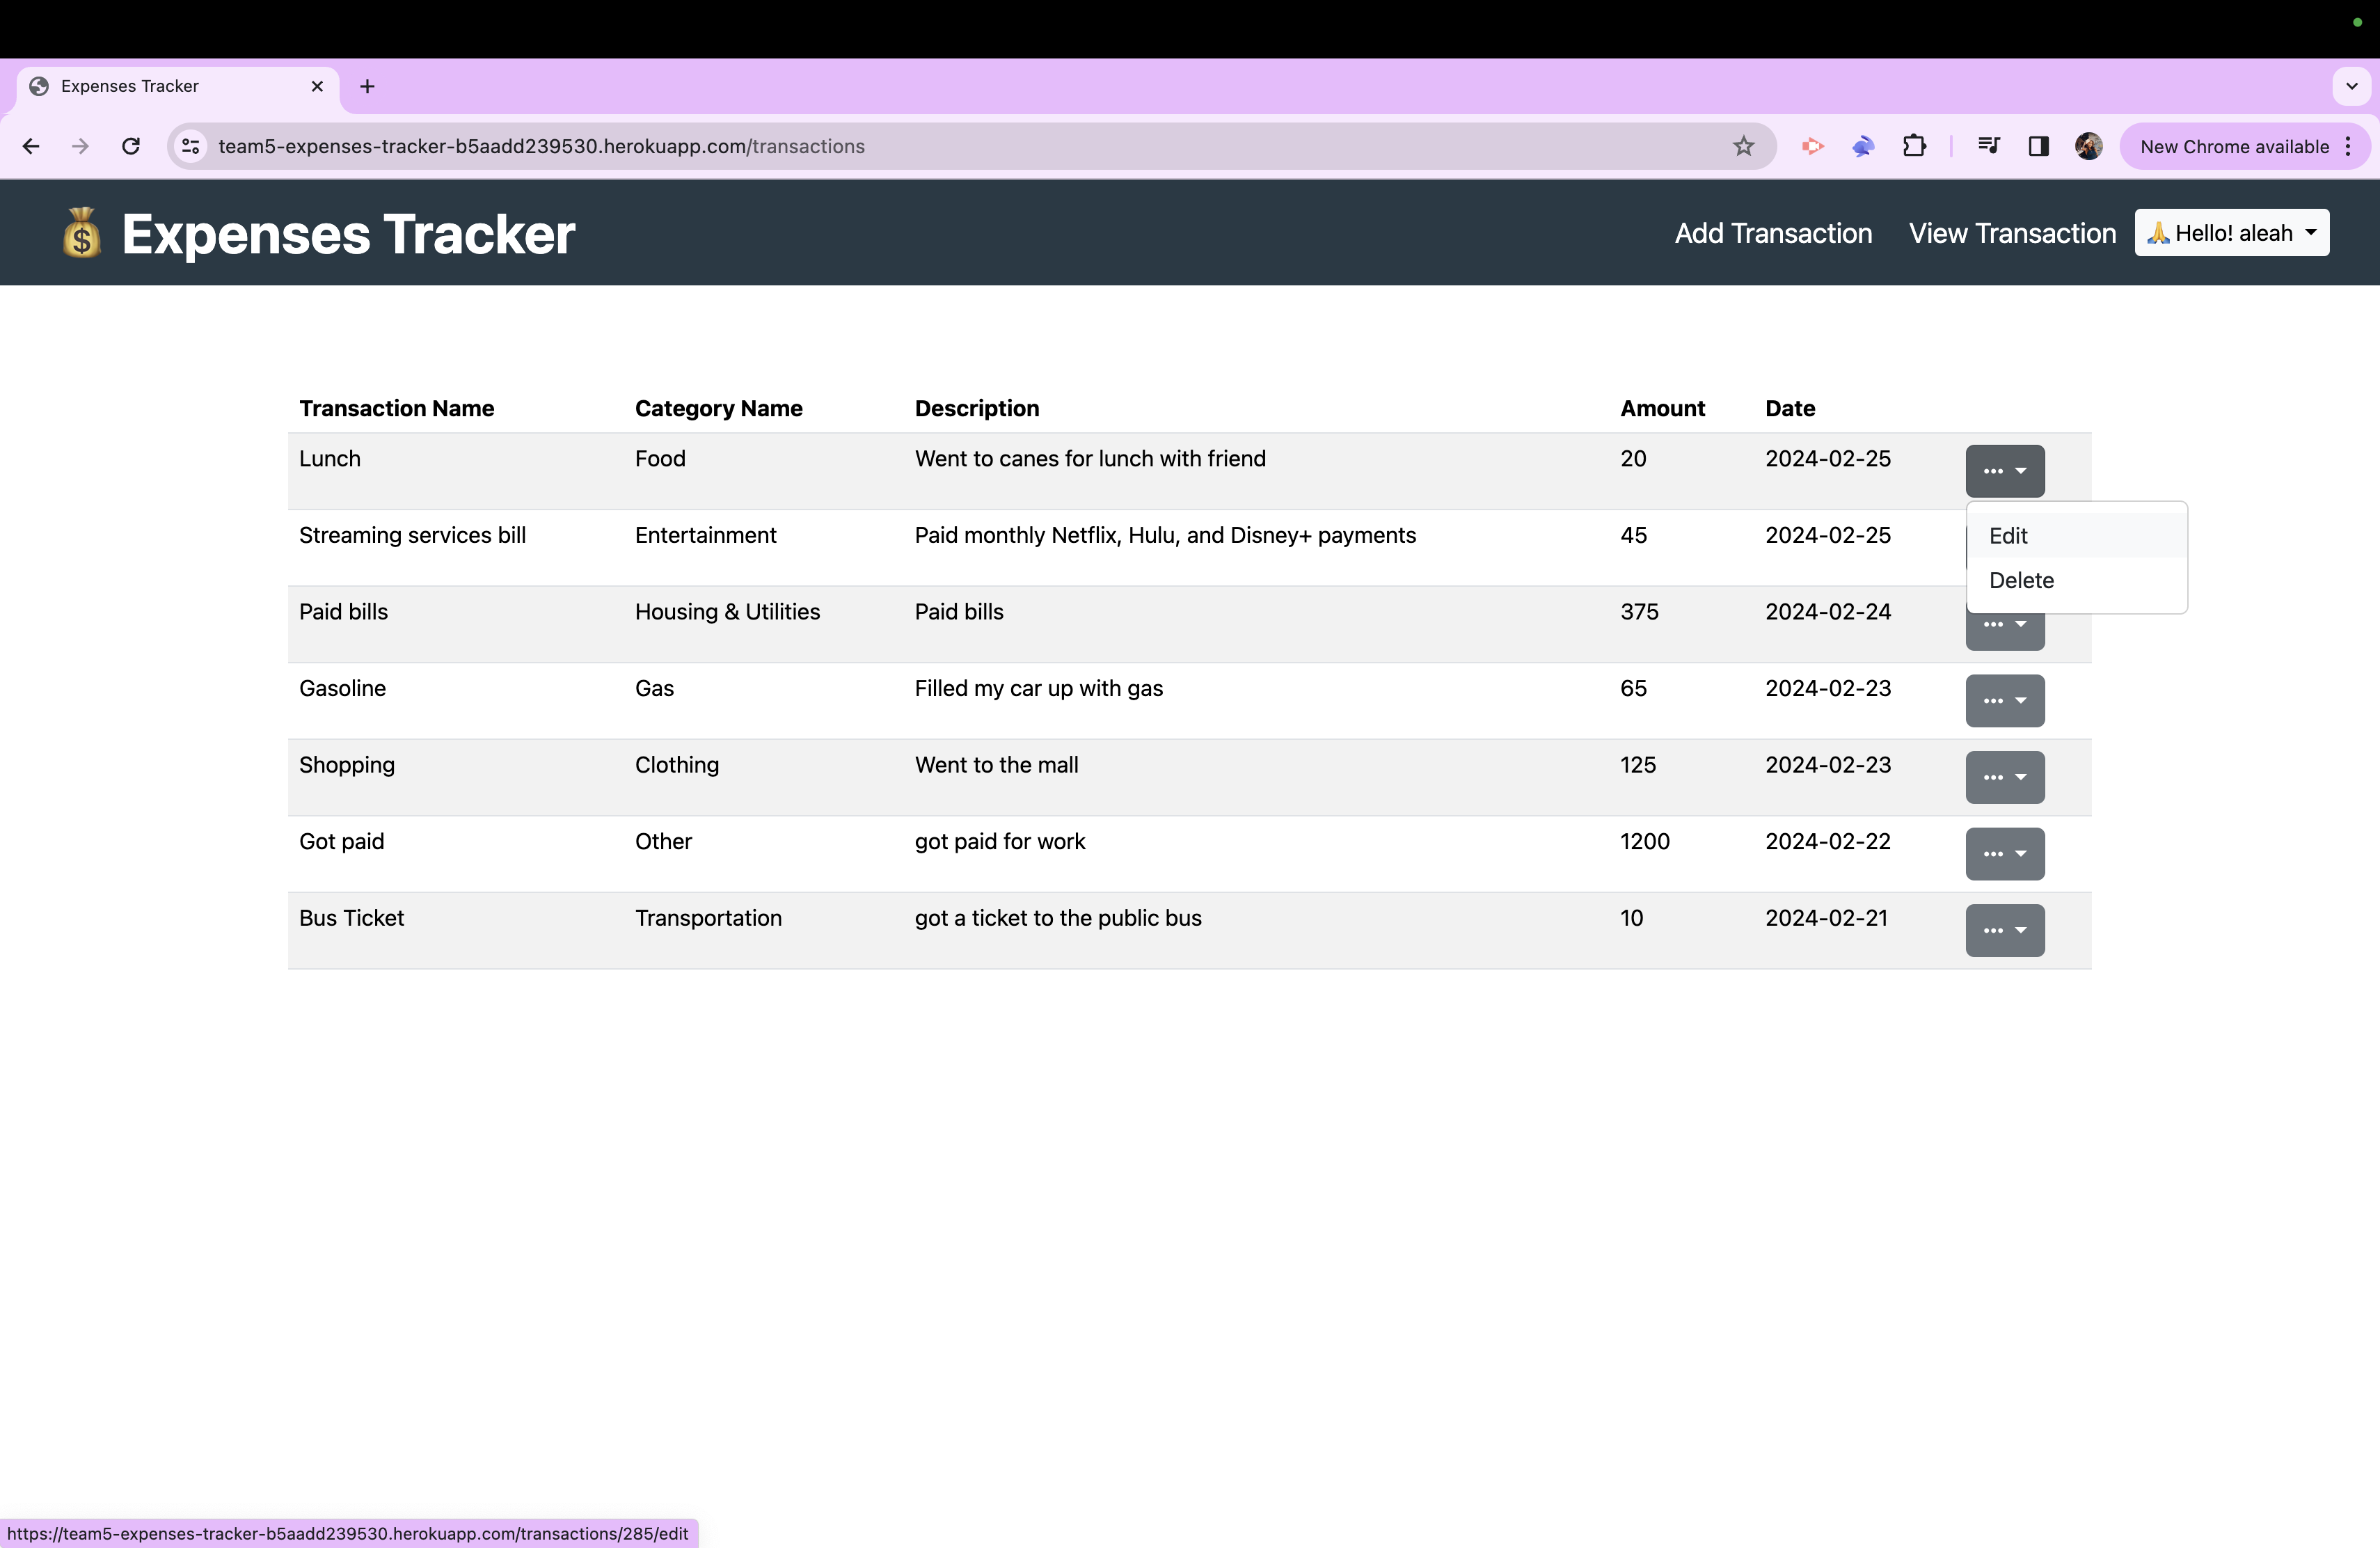 Expenses Tracker
team5-expenses-tracker-b5aadd239530.herokuapp.com/transactions
New Chrome available
💰 Expenses Tracker
Add Transaction View Transaction 🙏 Hello! aleah
Transaction Name Category Name Description Amount Date
Lunch Food Went to canes for lunch with friend 20 2024-02-25 •••
Streaming services bill Entertainment Paid monthly Netflix, Hulu, and Disney+ payments 45 2024-02-25
Edit
Delete
Paid bills Housing & Utilities Paid bills 375 2024-02-24 •••
Gasoline Gas Filled my car up with gas 65 2024-02-23 •••
Shopping Clothing Went to the mall 125 2024-02-23 •••
Got paid Other got paid for work 1200 2024-02-22 •••
Bus Ticket Transportation got a ticket to the public bus 10 2024-02-21 •••
https://team5-expenses-tracker-b5aadd239530.herokuapp.com/transactions/285/edit